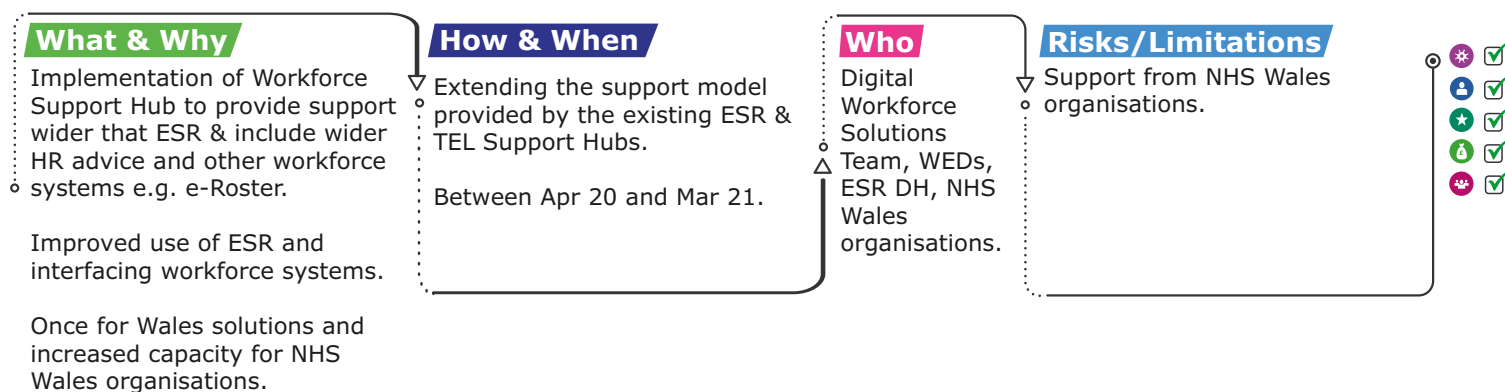 What & Why
Implementation of Workforce
Support Hub to provide support
wider that ESR & include wider
HR advice and other workforce
systems e.g. e-Roster.
Improved use of ESR and
interfacing workforce systems.
Once for Wales solutions and
increased capacity for NHS
Wales organisations.
How & When
Extending the support model
provided by the existing ESR &
TEL Support Hubs.
Between Apr 20 and Mar 21.
Who
Digital
Workforce
Solutions
Team, WEDs,
ESR DH, NHS
Wales
organisations.
Risks/Limitations
Support from NHS Wales
organisations.